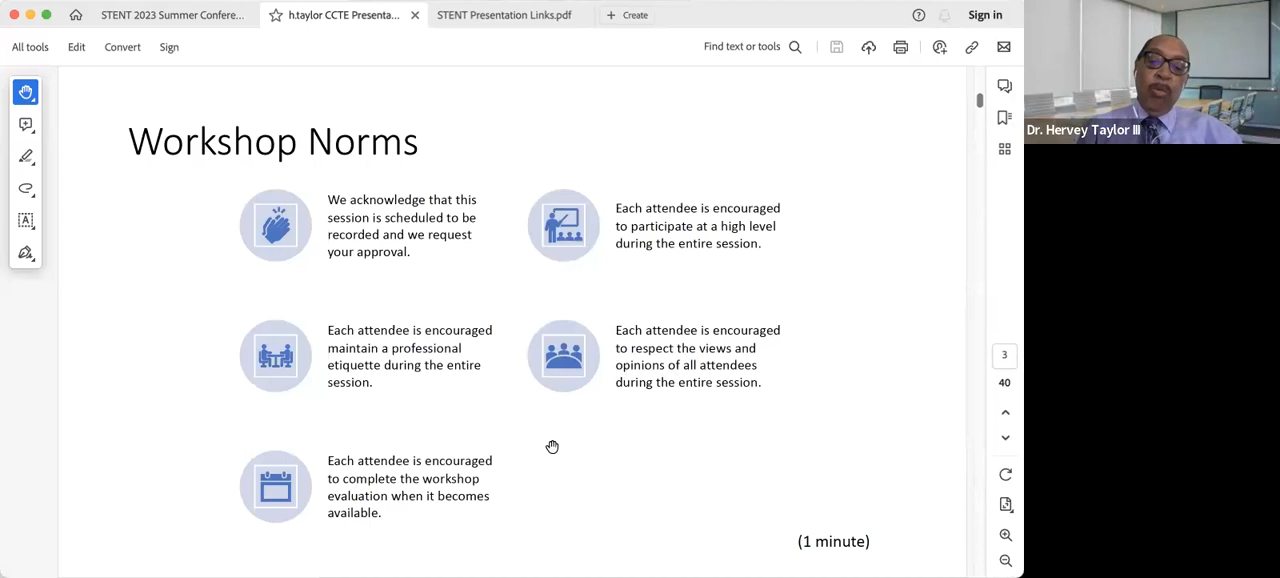 STENT 2023 Summer Confere...
h.taylor CCTE Presenta...
STENT Presentation Links.pdf
Create
Sign in
All tools
Edit
Convert
Sign
Find text or tools
Dr. Hervey Taylor III
Workshop Norms
We acknowledge that this
session is scheduled to be
recorded and we request
your approval.
Each attendee is encouraged
to participate at a high level
during the entire session.
Each attendee is encouraged
maintain a professional
etiquette during the entire
session.
Each attendee is encouraged
to respect the views and
opinions of all attendees
during the entire session.
Each attendee is encouraged
to complete the workshop
evaluation when it becomes
available.
(1 minute)
3
40